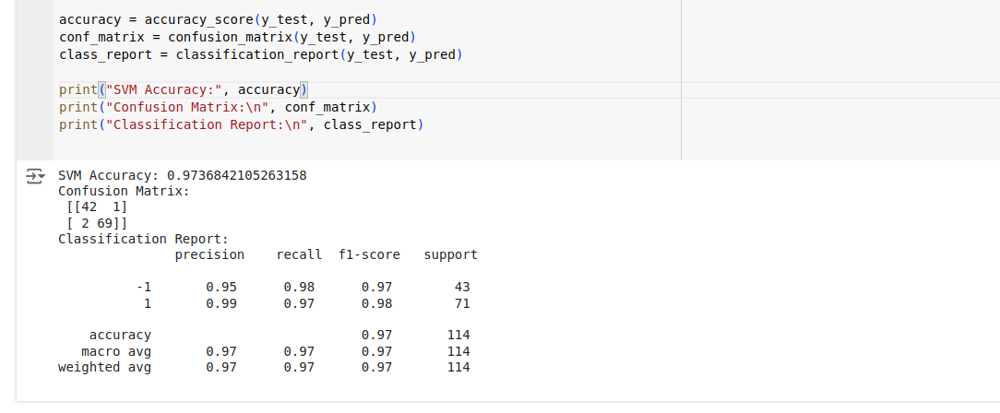 accuracy = accuracy_score(y_test, y_pred)
conf_matrix = confusion_matrix(y_test, y_pred)
class_report = classification_report(y_test, y_pred)
print("SVM Accuracy:", accuracy)
print("Confusion Matrix:\n", conf_matrix)
print("Classification Report:\n", class_report)
SVM Accuracy: 0.9736842105263158
Confusion Matrix:
[[42  1]
[ 2 69]]
Classification Report:
precision    recall  f1-score   support
-1       0.95      0.98      0.97        43
1       0.99      0.97      0.98        71
accuracy                           0.97       114
macro avg       0.97      0.97      0.97       114
weighted avg       0.97      0.97      0.97       114